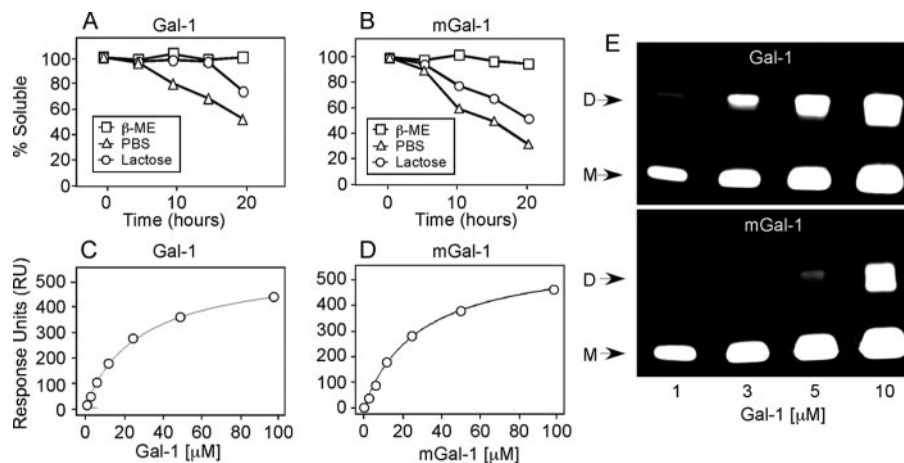 A
Gal-1
% Soluble
100
80
60
40
20
0
β-ME
PBS
Lactose
0
10
20
Time (hours)
B
mGal-1
100
80
60
40
20
0
β-ME
PBS
Lactose
0
10
20
Time (hours)
C
Gal-1
Response Units (RU)
500
400
300
200
100
0
0 20 40 60 80 100
Gal-1 [μM]
D
mGal-1
500
400
300
200
100
0
0 20 40 60 80 100
mGal-1 [μM]
E
Gal-1
D
M
mGal-1
D
M
1 3 5 10
Gal-1 [μM]